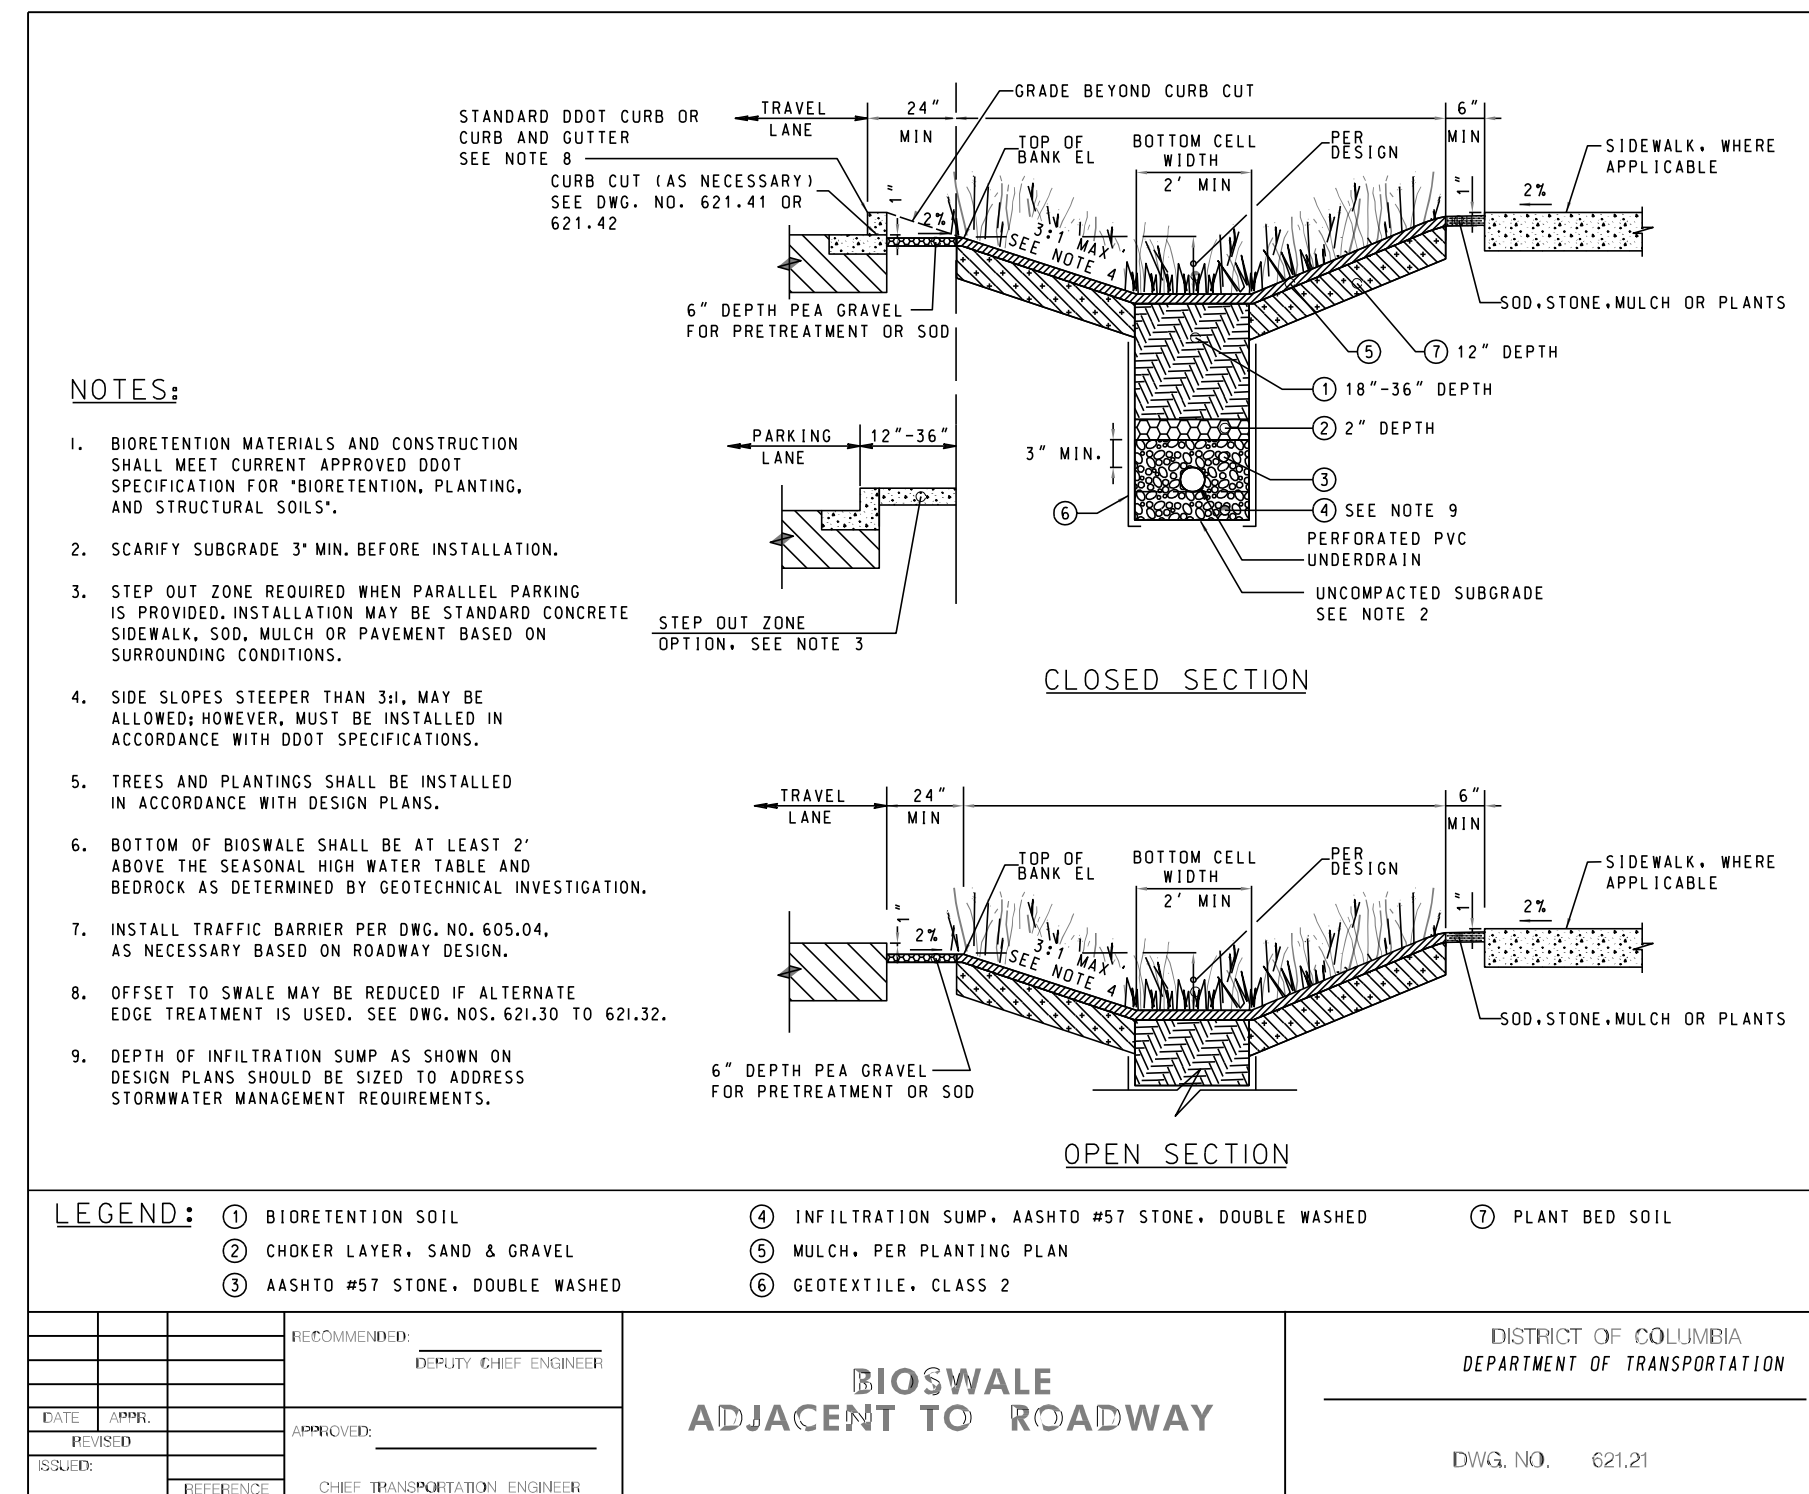 STANDARD DDOT CURB OR
CURB AND GUTTER
SEE NOTE 8
CURB CUT (AS NECESSARY)
SEE DWG. NO. 621.41 OR
621.42
TRAVEL
LANE
24"
MIN
GRADE BEYOND CURB CUT
TOP OF
BANK EL
BOTTOM CELL
WIDTH
2' MIN
PER
DESIGN
6"
MIN
SIDEWALK, WHERE
APPLICABLE
1"
2%
1"
2%
3:1 MAX.
SEE NOTE 4
6" DEPTH PEA GRAVEL
FOR PRETREATMENT OR SOD
SOD, STONE, MULCH OR PLANTS
5
7 12" DEPTH
1 18"-36" DEPTH
2 2" DEPTH
3" MIN.
3
6
4 SEE NOTE 9
PERFORATED PVC
UNDERDRAIN
UNCOMPACTED SUBGRADE
SEE NOTE 2
PARKING
LANE
12"-36"
STEP OUT ZONE
OPTION, SEE NOTE 3
CLOSED SECTION
NOTES:
1. BIORETENTION MATERIALS AND CONSTRUCTION
SHALL MEET CURRENT APPROVED DDOT
SPECIFICATION FOR "BIORETENTION, PLANTING,
AND STRUCTURAL SOILS".
2. SCARIFY SUBGRADE 3" MIN. BEFORE INSTALLATION.
3. STEP OUT ZONE REQUIRED WHEN PARALLEL PARKING
IS PROVIDED. INSTALLATION MAY BE STANDARD CONCRETE
SIDEWALK, SOD, MULCH OR PAVEMENT BASED ON
SURROUNDING CONDITIONS.
4. SIDE SLOPES STEEPER THAN 3:1, MAY BE
ALLOWED; HOWEVER, MUST BE INSTALLED IN
ACCORDANCE WITH DDOT SPECIFICATIONS.
5. TREES AND PLANTINGS SHALL BE INSTALLED
IN ACCORDANCE WITH DESIGN PLANS.
6. BOTTOM OF BIOSWALE SHALL BE AT LEAST 2'
ABOVE THE SEASONAL HIGH WATER TABLE AND
BEDROCK AS DETERMINED BY GEOTECHNICAL INVESTIGATION.
7. INSTALL TRAFFIC BARRIER PER DWG. NO. 605.04,
AS NECESSARY BASED ON ROADWAY DESIGN.
8. OFFSET TO SWALE MAY BE REDUCED IF ALTERNATE
EDGE TREATMENT IS USED. SEE DWG. NOS. 621.30 TO 621.32.
9. DEPTH OF INFILTRATION SUMP AS SHOWN ON
DESIGN PLANS SHOULD BE SIZED TO ADDRESS
STORMWATER MANAGEMENT REQUIREMENTS.
TRAVEL
LANE
24"
MIN
TOP OF
BANK EL
BOTTOM CELL
WIDTH
2' MIN
PER
DESIGN
6"
MIN
SIDEWALK, WHERE
APPLICABLE
1"
2%
1"
2%
3:1 MAX.
SEE NOTE 4
6" DEPTH PEA GRAVEL
FOR PRETREATMENT OR SOD
SOD, STONE, MULCH OR PLANTS
OPEN SECTION
LEGEND:
1 BIORETENTION SOIL
2 CHOKER LAYER, SAND & GRAVEL
3 AASHTO #57 STONE, DOUBLE WASHED
4 INFILTRATION SUMP, AASHTO #57 STONE, DOUBLE WASHED
5 MULCH, PER PLANTING PLAN
6 GEOTEXTILE, CLASS 2
7 PLANT BED SOIL
DATE APPR.
REVISED
ISSUED:
REFERENCE
RECOMMENDED:
DEPUTY CHIEF ENGINEER
APPROVED:
CHIEF TRANSPORTATION ENGINEER
BIOSWALE
ADJACENT TO ROADWAY
DISTRICT OF COLUMBIA
DEPARTMENT OF TRANSPORTATION
DWG. NO. 621.21